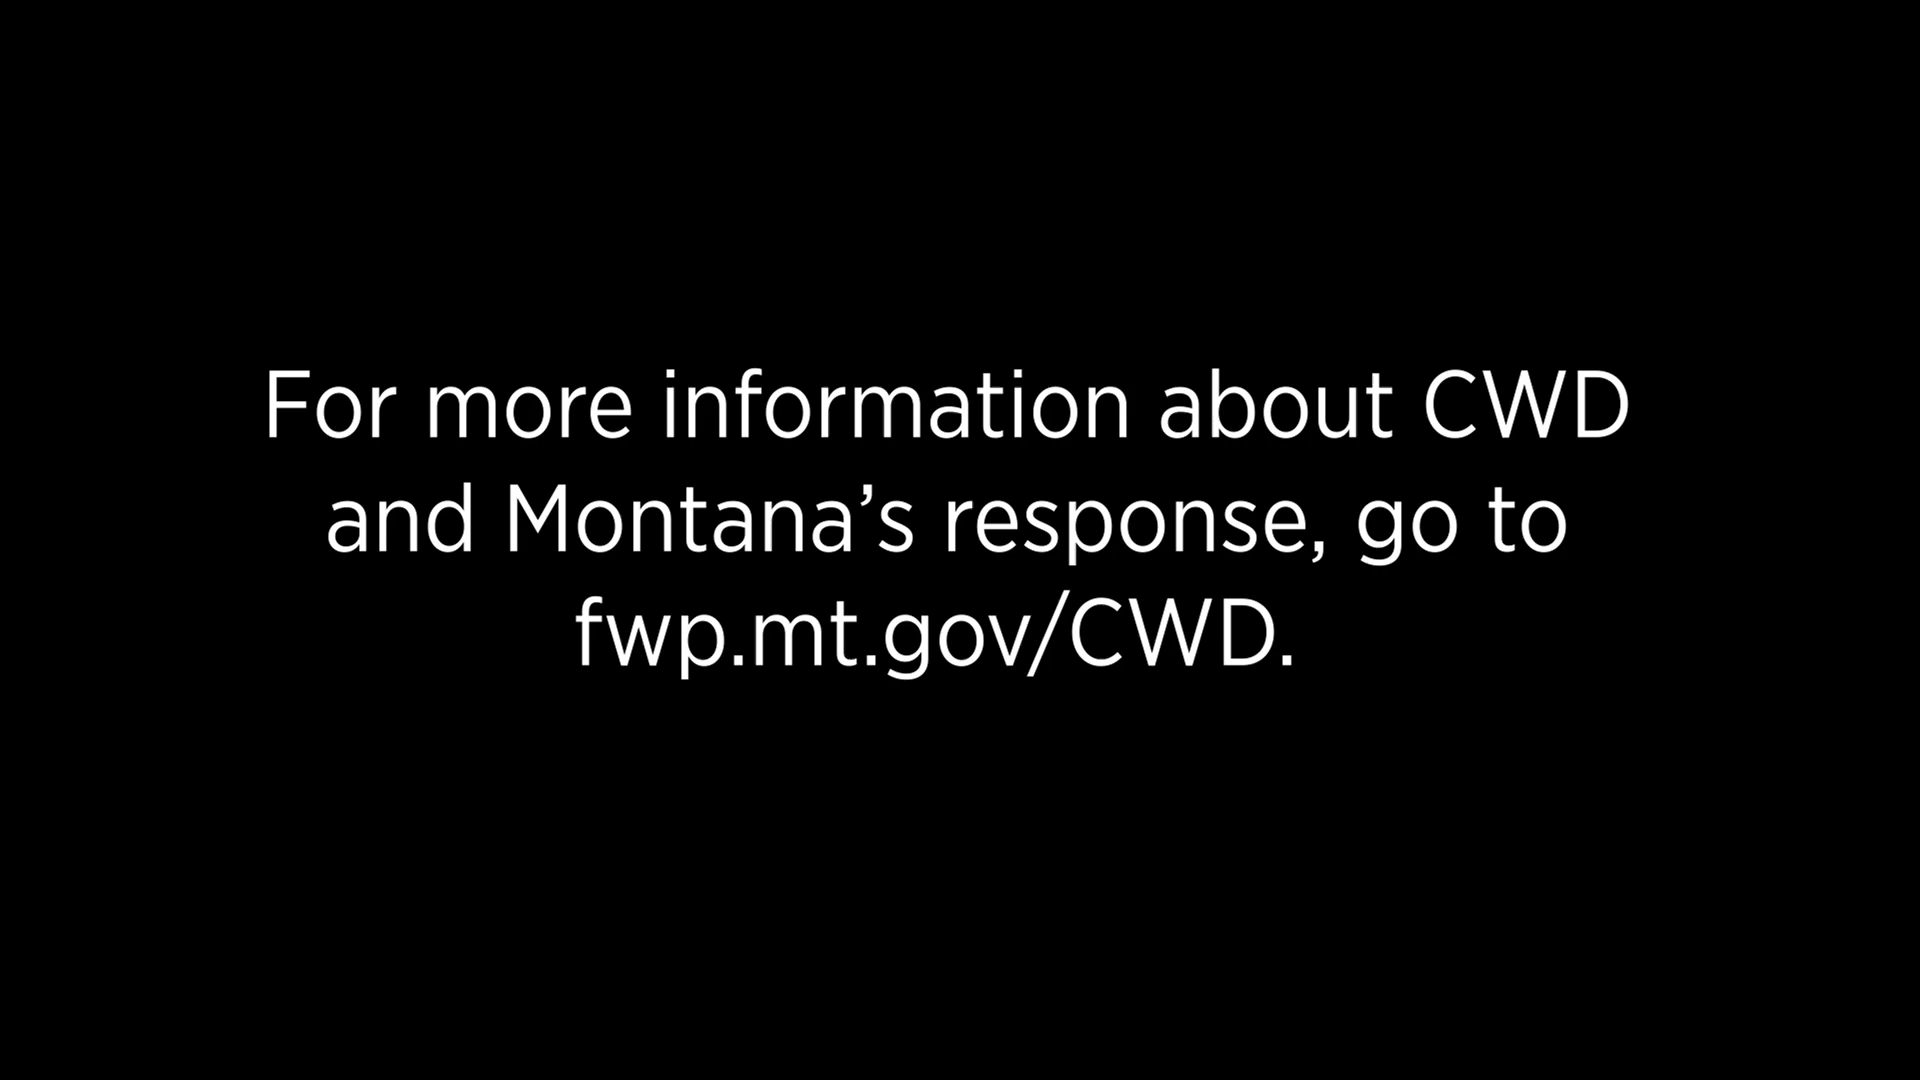 For more information about CWD
and Montana’s response, go to
fwp.mt.gov/CWD.